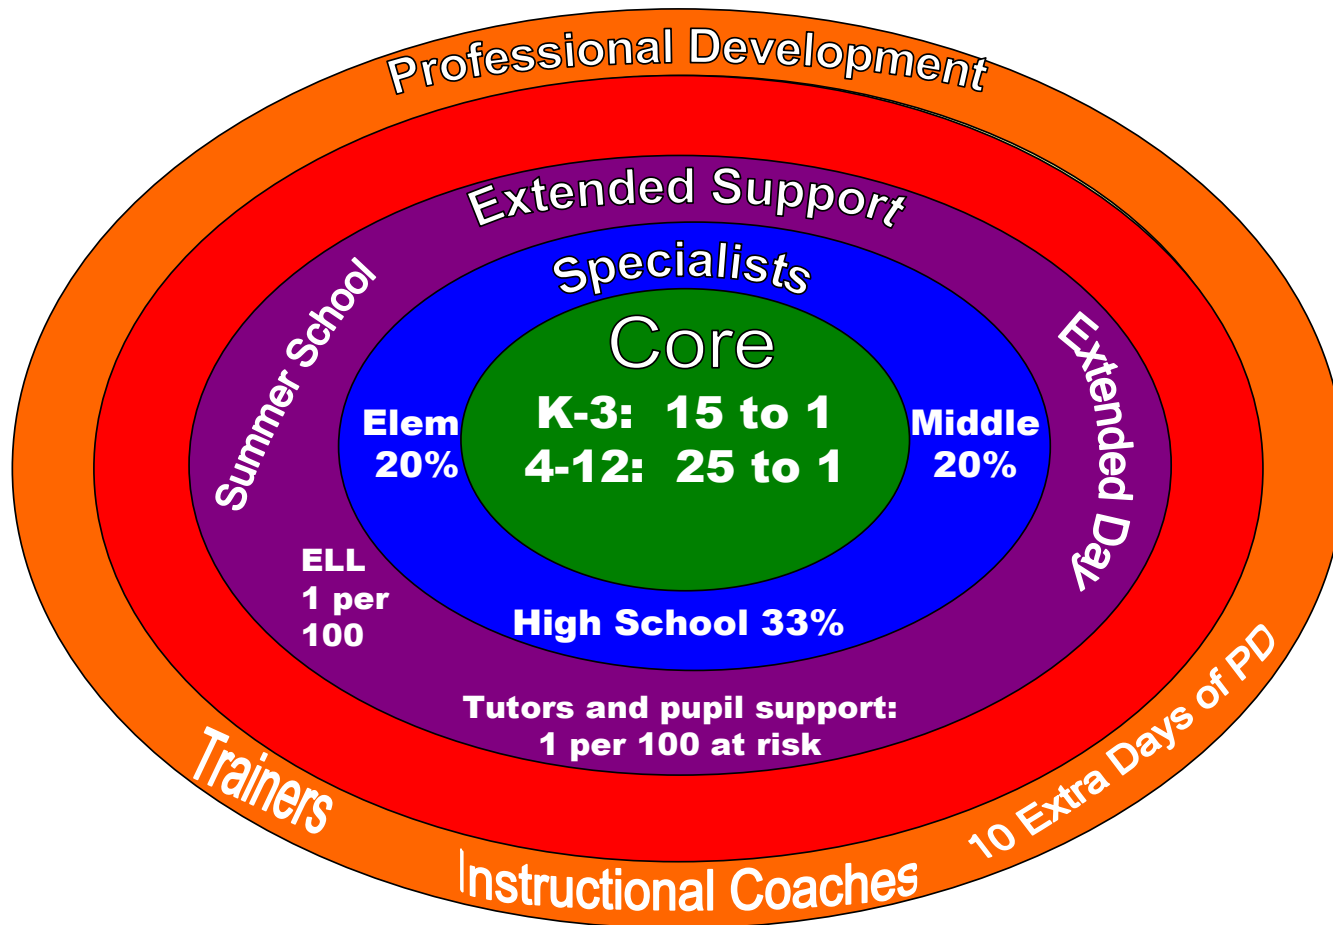 Professional Development
Extended Support
Specialists
Core
K-3: 15 to 1
4-12: 25 to 1
Elem
20%
Middle
20%
High School 33%
Summer School
Extended Day
ELL
1 per
100
Tutors and pupil support:
1 per 100 at risk
Trainers
Instructional Coaches
10 Extra Days of PD